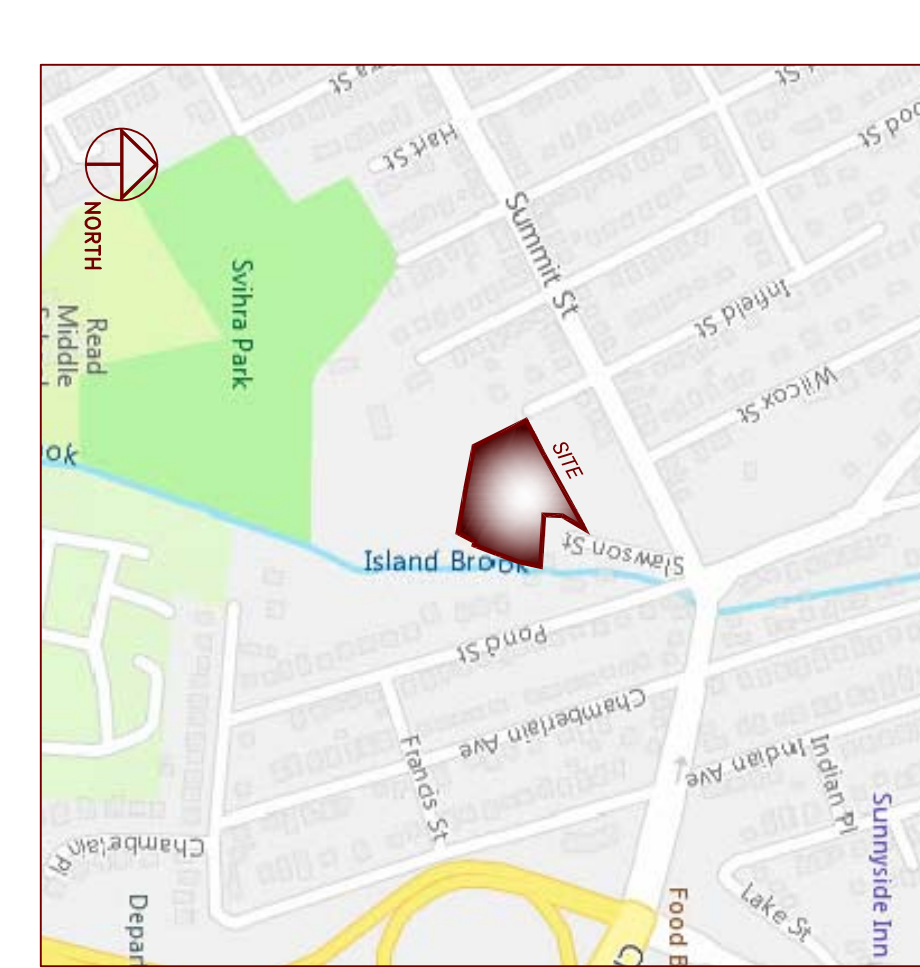 Hart St
Summit St
NORTH
Svihra Park
Infield St
Read
Middle
Wilcox St
SITE
Slawson St
Island Brook
Pond St
Chamberlain Ave
Francis St
Indian Ave
Indian Pl
Sunnyside Inn
Chamberlain Pl
Lake St
Food B
Depar